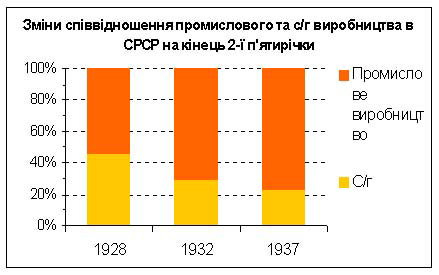 Зміни співвідношення промислового та с/г виробництва в
СРСР на кінець 2-ї п'ятирічки
100%
80%
60%
40%
20%
0%
1928
1932
1937
Промисло
ве
виробницт
во
С/г